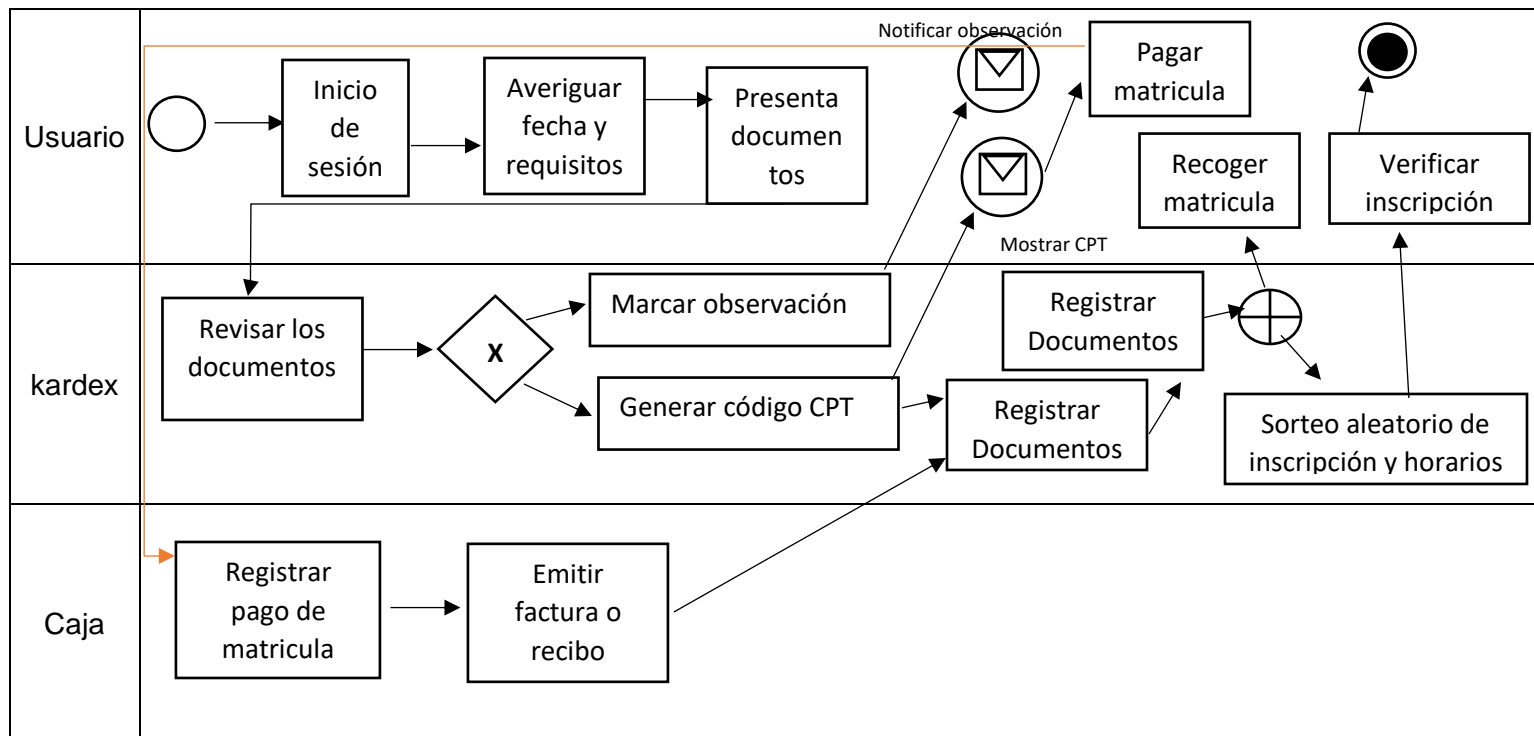 Usuario
Inicio
de
sesión
Averiguar
fecha y
requisitos
Presenta
documen
tos
Notificar observación
Pagar
matricula
Recoger
matricula
Verificar
inscripción
Mostrar CPT
kardex
Revisar los
documentos
X
Marcar observación
Generar código CPT
Registrar
Documentos
Registrar
Documentos
Sorteo aleatorio de
inscripción y horarios
Caja
Registrar
pago de
matricula
Emitir
factura o
recibo